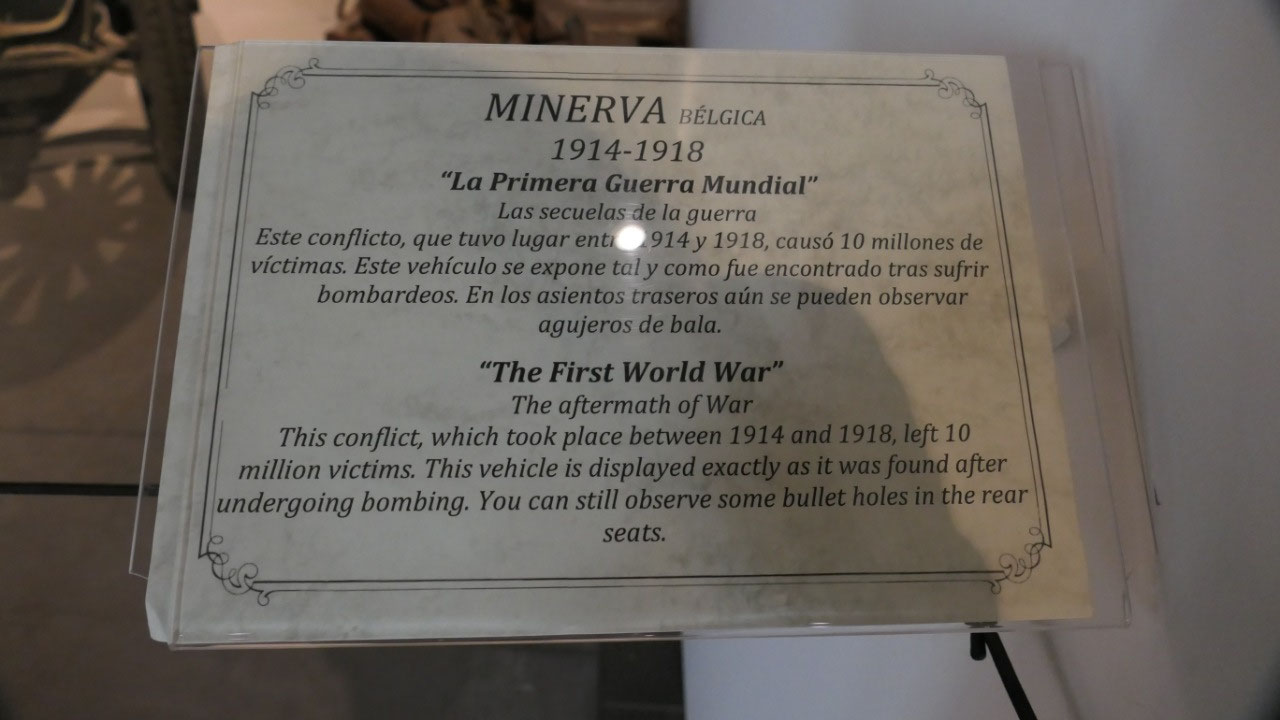 MINERVA BÉLGICA
1914-1918
“La Primera Guerra Mundial”
Las secuelas de la guerra
Este conflicto, que tuvo lugar 914 y 1918, causó 10 millones de
víctimas. Este vehículo se expone tal y como fue encontrado tras sufrir
bombardeos. En los asientos traseros aún se pueden observar
agujeros de bala.
“The First World War”
The aftermath of War
This conflict, which took place between 1914 and 1918, left 10
million victims. This vehicle is displayed exactly as it was found after
undergoing bombing. You can still observe some bullet holes in the rear
seats.